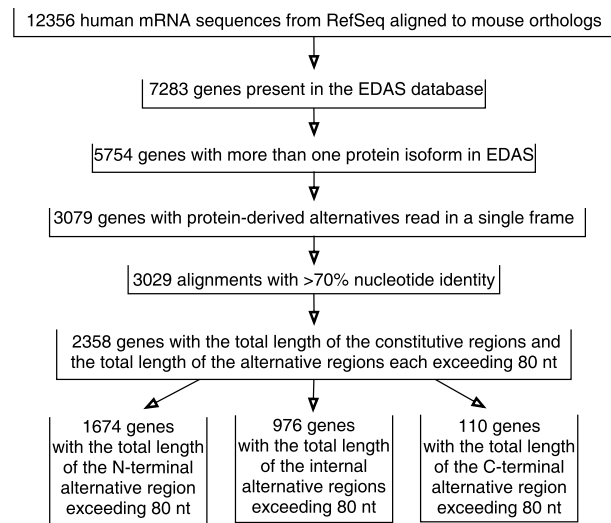 12356 human mRNA sequences from RefSeq aligned to mouse orthologs
7283 genes present in the EDAS database
5754 genes with more than one protein isoform in EDAS
3079 genes with protein-derived alternatives read in a single frame
3029 alignments with >70% nucleotide identity
2358 genes with the total length of the constitutive regions and
the total length of the alternative regions each exceeding 80 nt
1674 genes
with the total length
of the N-terminal
alternative region
exceeding 80 nt
976 genes
with the total length
of the internal
alternative regions
exceeding 80 nt
110 genes
with the total length
of the C-terminal
alternative region
exceeding 80 nt